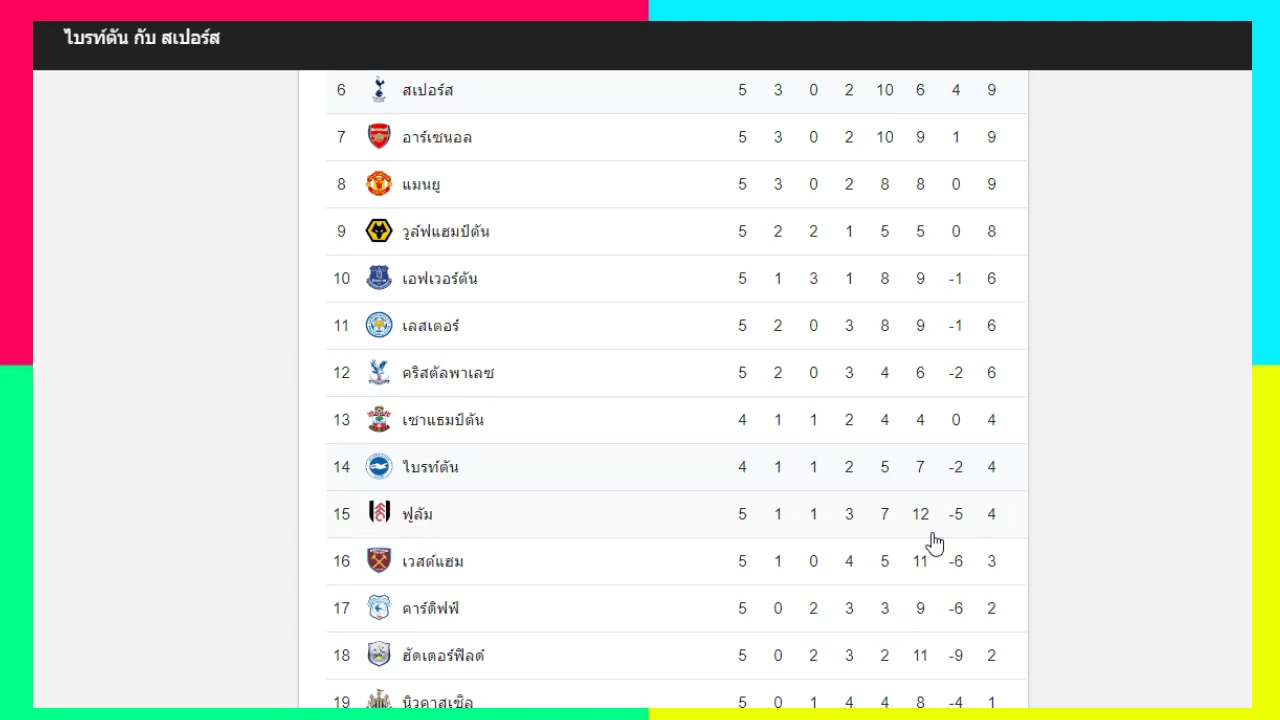 ไบรท์ตัน กับ สเปอร์ส
6 สเปอร์ส 5 3 0 2 10 6 4 9
7 อาร์เซนอล 5 3 0 2 10 9 1 9
8 แมนยู 5 3 0 2 8 8 0 9
9 วูล์ฟแฮมป์ตัน 5 2 2 1 5 5 0 8
10 เอฟเวอร์ตัน 5 1 3 1 8 9 -1 6
11 เลสเตอร์ 5 2 0 3 8 9 -1 6
12 คริสตัลพาเลซ 5 2 0 3 4 6 -2 6
13 เซาแธมป์ตัน 4 1 1 2 4 4 0 4
14 ไบรท์ตัน 4 1 1 2 5 7 -2 4
15 ฟูลัม 5 1 1 3 7 12 -5 4
16 เวสต์แฮม 5 1 0 4 5 11 -6 3
17 คาร์ดิฟฟ์ 5 0 2 3 3 9 -6 2
18 ฮัดเดอร์ฟิลด์ 5 0 2 3 2 11 -9 2
19 นิวคาสเซิล 5 0 1 4 4 8 -4 1